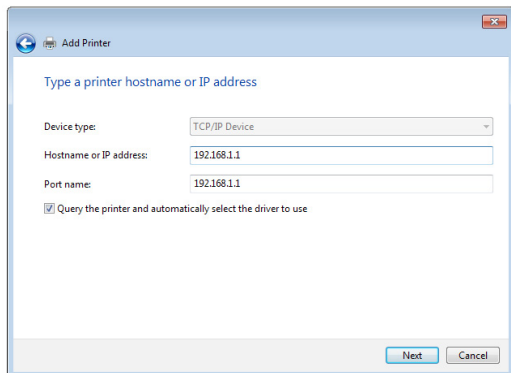 Add Printer
Type a printer hostname or IP address
Device type: TCP/IP Device
Hostname or IP address: 192.168.1.1
Port name: 192.168.1.1
Query the printer and automatically select the driver to use
Next Cancel